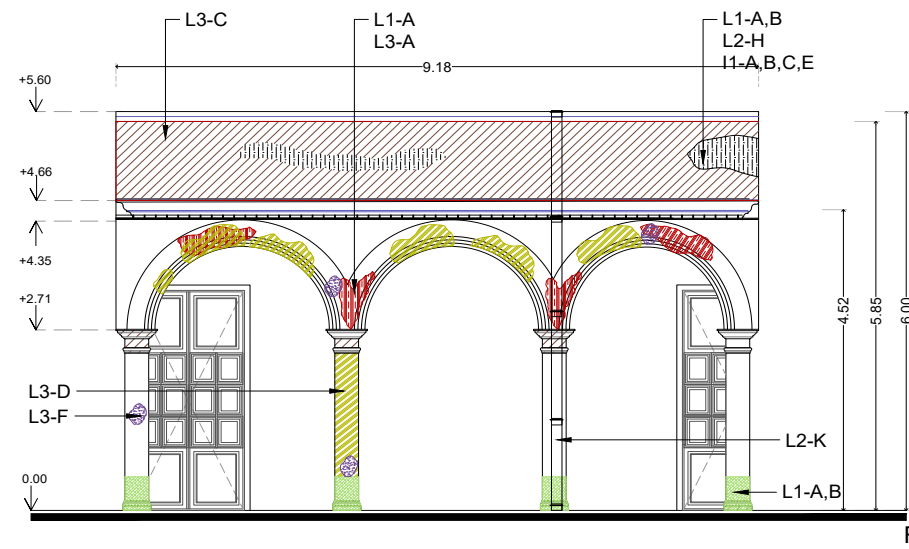 L3-C
L1-A
L3-A
L1-A,B
L2-H
I1-A,B,C,E
9.18
+5.60
+4.66
+4.35
+2.71
4.52
5.85
6.00
L3-D
L3-F
L2-K
0.00
L1-A,B